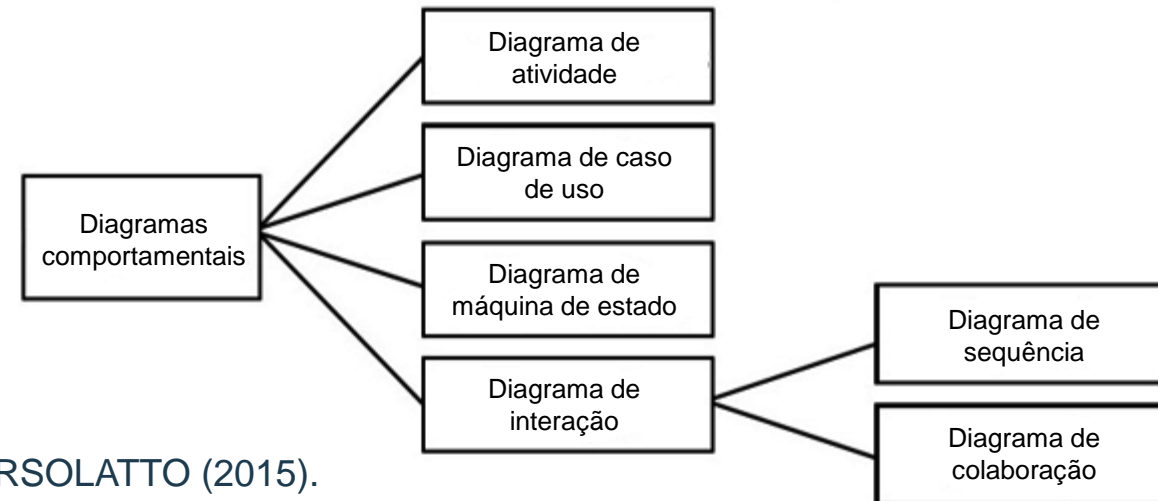 Diagrama de
atividade
Diagrama de caso
de uso
Diagramas
comportamentais
Diagrama de
máquina de estado
Diagrama de
interação
Diagrama de
sequência
Diagrama de
colaboração
RSOLATTO (2015).